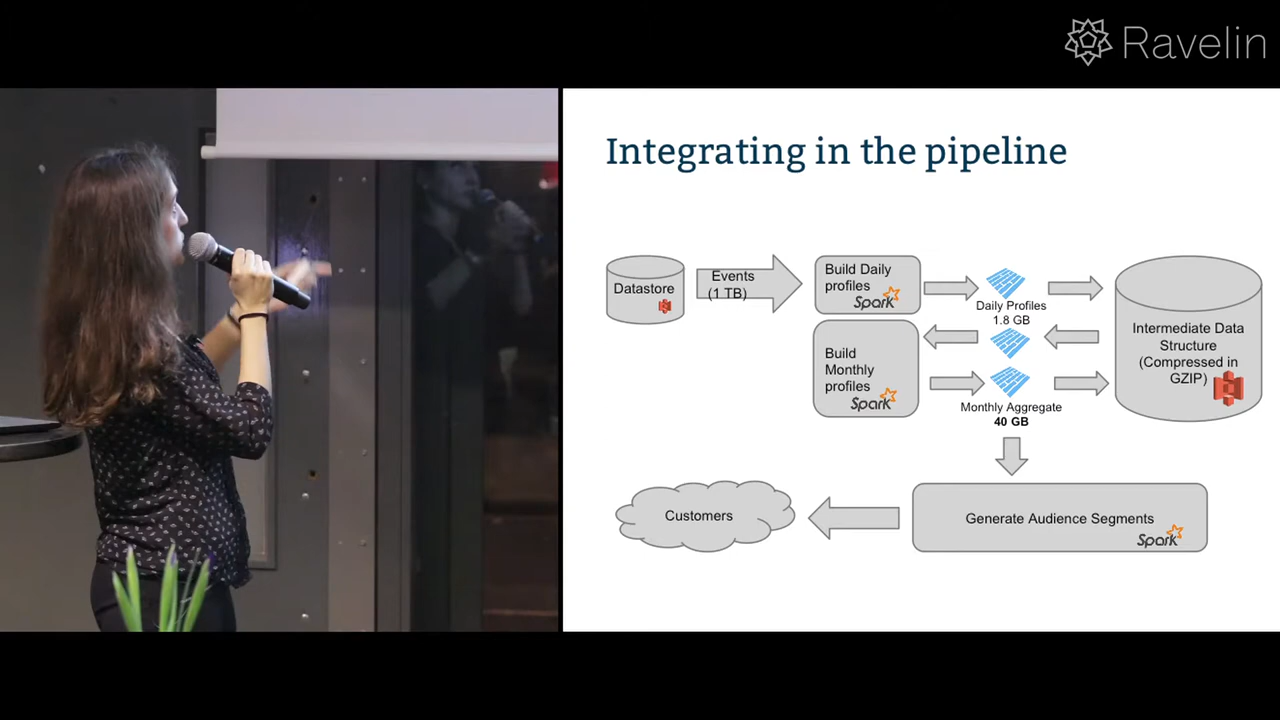 Ravelin
Integrating in the pipeline
Datastore
Events
(1 TB)
Build Daily
profiles
Spark
Daily Profiles
1.8 GB
Build
Monthly
profiles
Spark
Monthly Aggregate
40 GB
Intermediate Data
Structure
(Compressed in
GZIP)
Customers
Generate Audience Segments
Spark